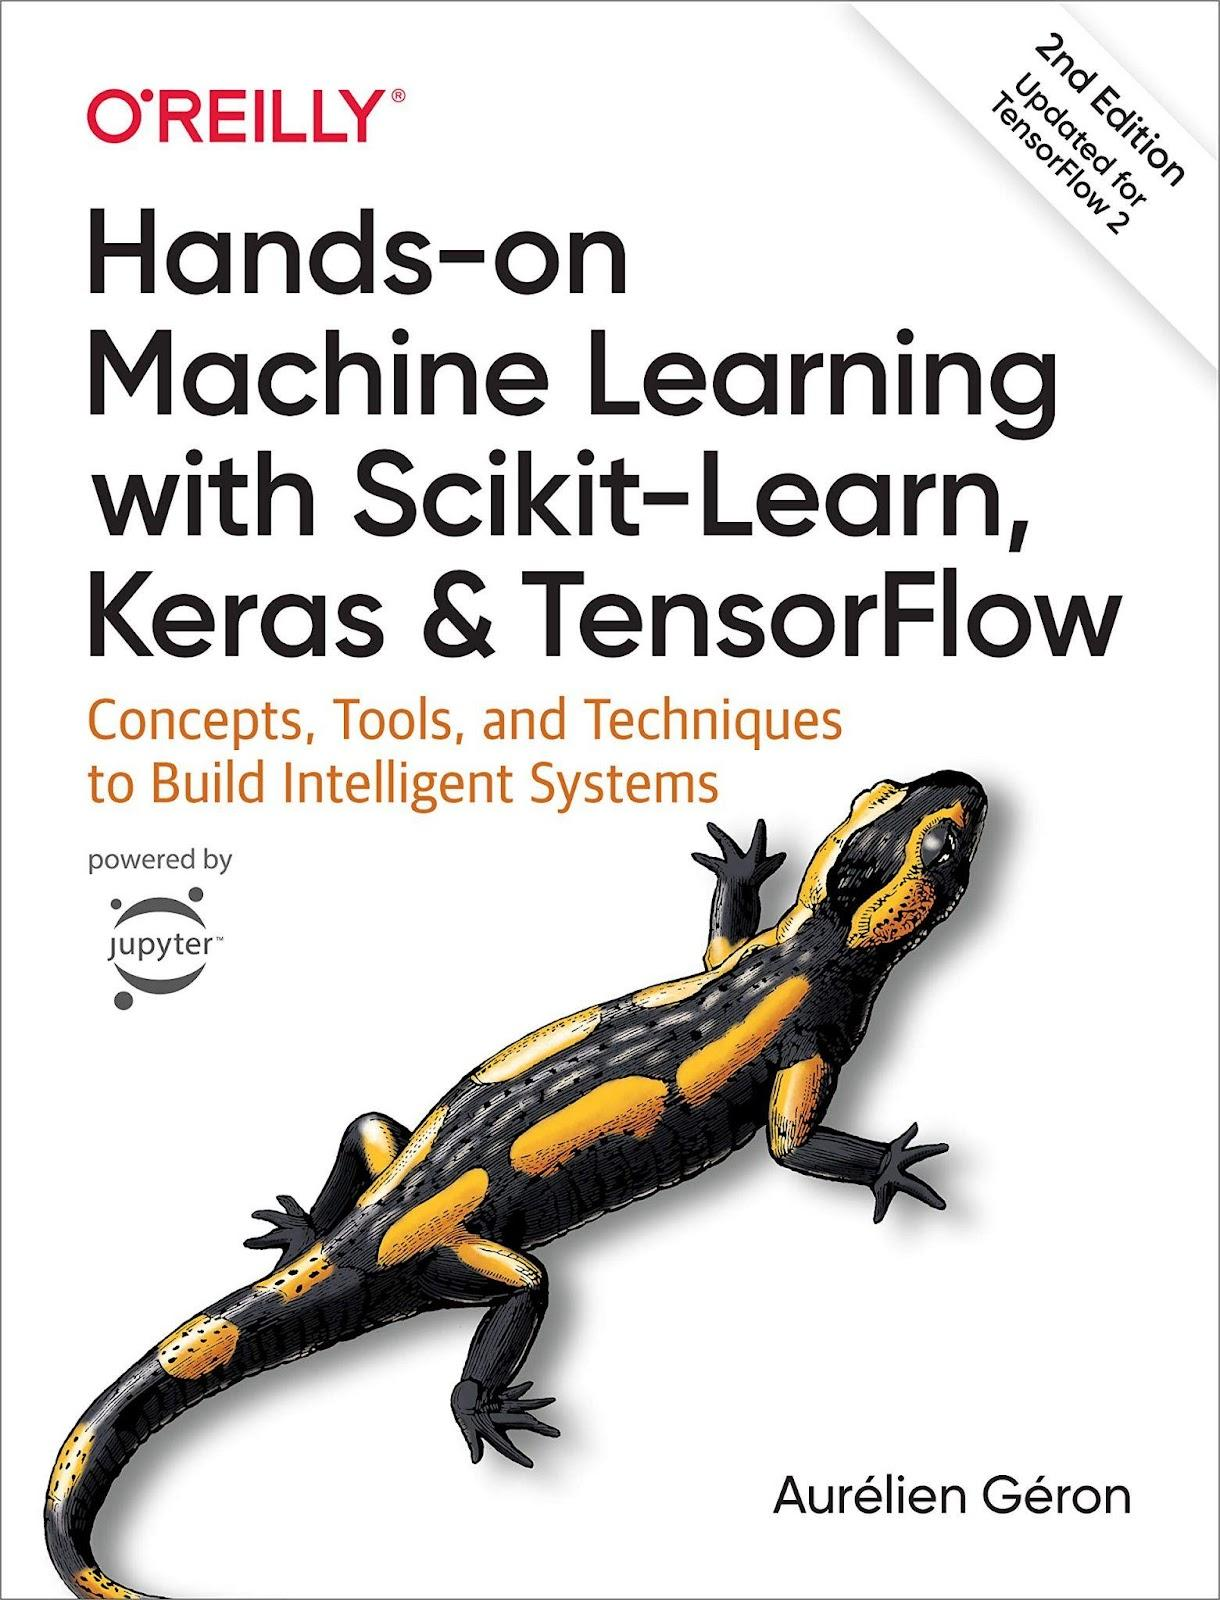 O'REILLY®
2nd Edition
Updated for
TensorFlow 2
Hands-on
Machine Learning
with Scikit-Learn,
Keras & TensorFlow
Concepts, Tools, and Techniques
to Build Intelligent Systems
powered by
jupyter™
Aurélien Géron